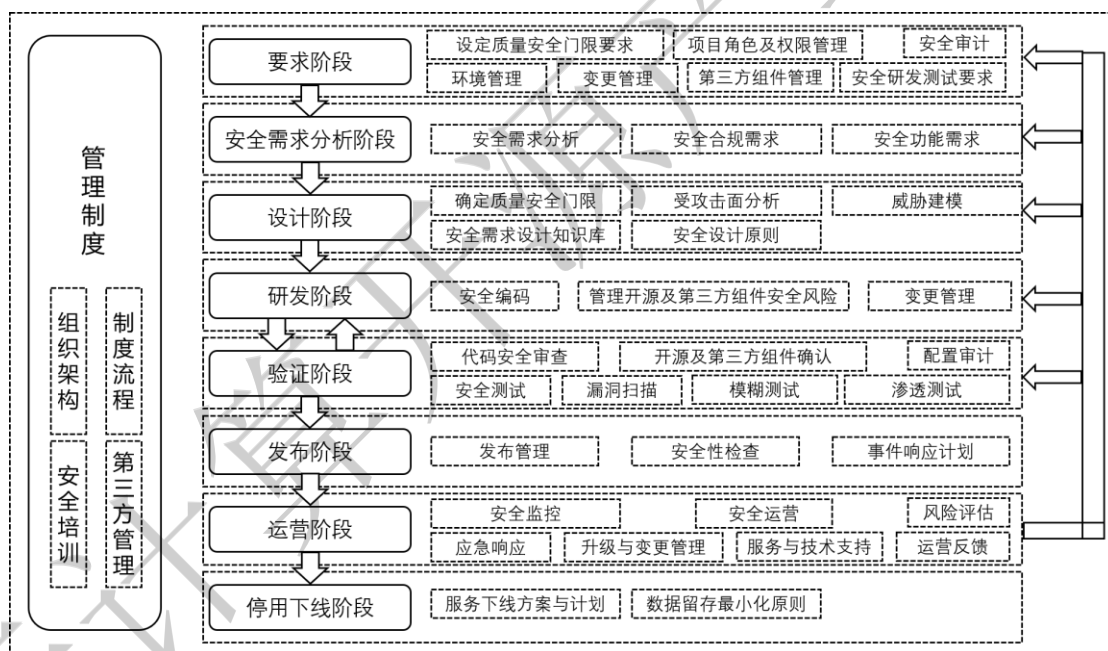 管理制度
组织架构
制度流程
安全培训
第三方管理
要求阶段
设定质量安全门限要求 项目角色及权限管理 安全审计
环境管理 变更管理 第三方组件管理 安全研发测试要求
安全需求分析阶段
安全需求分析 安全合规需求 安全功能需求
设计阶段
确定质量安全门限 受攻击面分析 威胁建模
安全需求设计知识库 安全设计原则
研发阶段
安全编码 管理开源及第三方组件安全风险 变更管理
验证阶段
代码安全审查 开源及第三方组件确认 配置审计
安全测试 漏洞扫描 模糊测试 渗透测试
发布阶段
发布管理 安全性检查 事件响应计划
运营阶段
安全监控 安全运营 风险评估
应急响应 升级与变更管理 服务与技术支持 运营反馈
停用下线阶段
服务下线方案与计划 数据留存最小化原则
计算开源